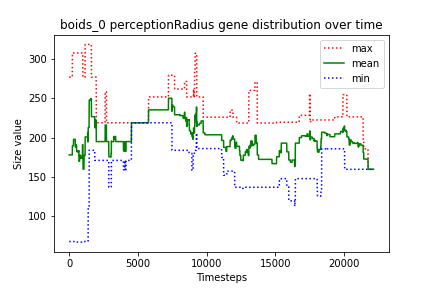 boids_0 perceptionRadius gene distribution over time
Size value
300
250
200
150
100
max
mean
min
0
5000
10000
15000
20000
Timesteps